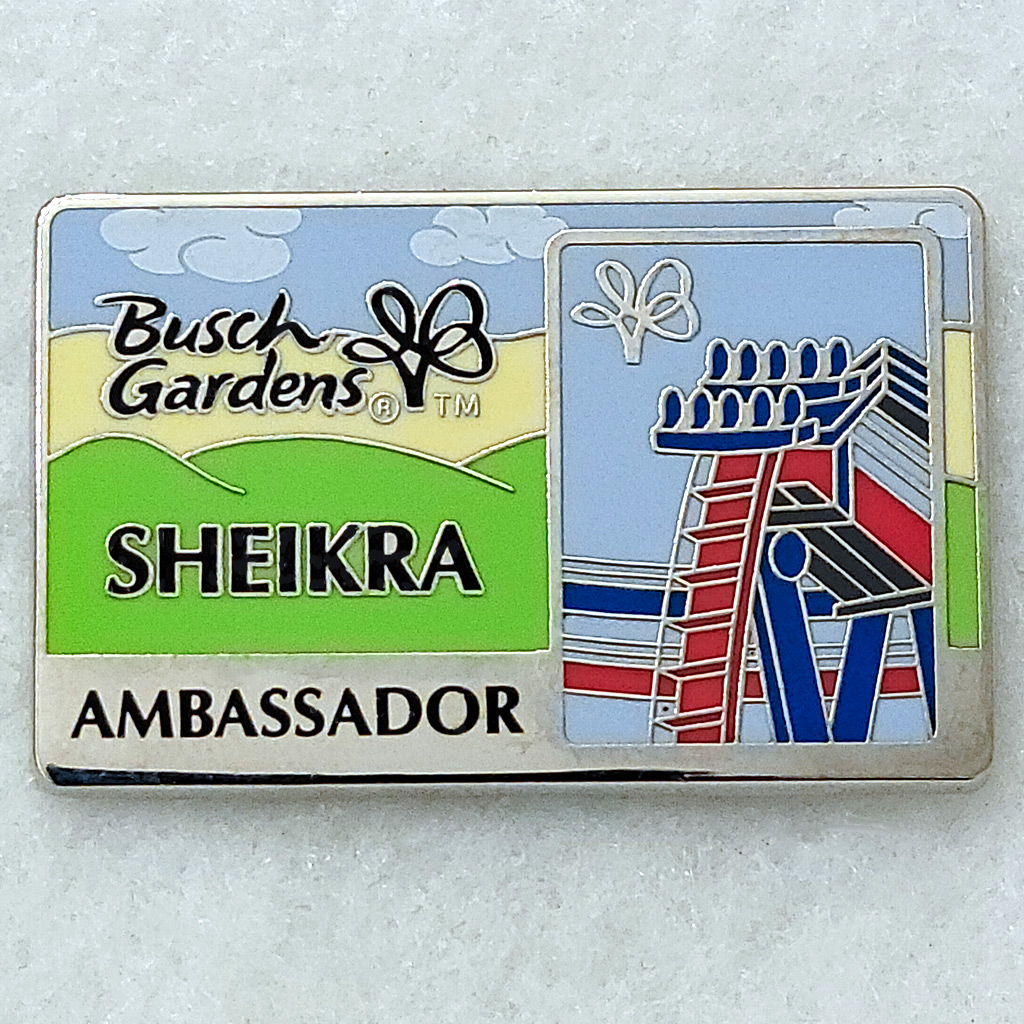 Busch
Gardens® ™
SHEIKRA
AMBASSADOR